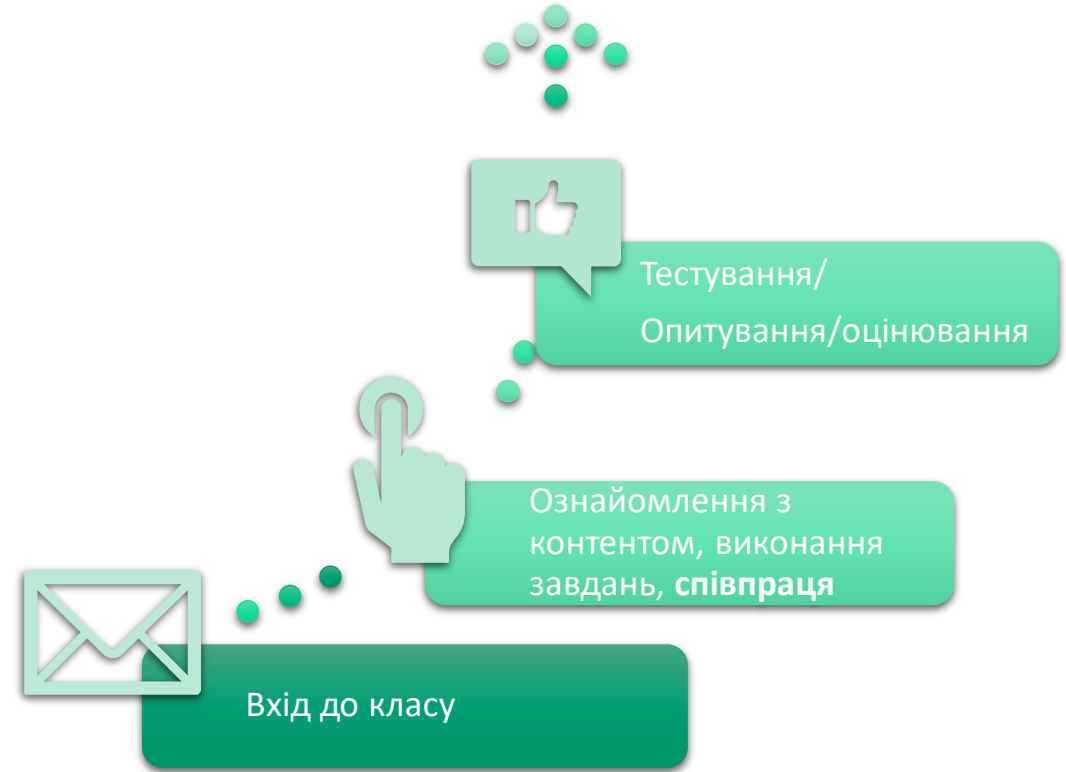 Тестування/
Опитування/оцінювання
Ознайомлення з
контентом, виконання
завдань, співпраця
Вхід до класу